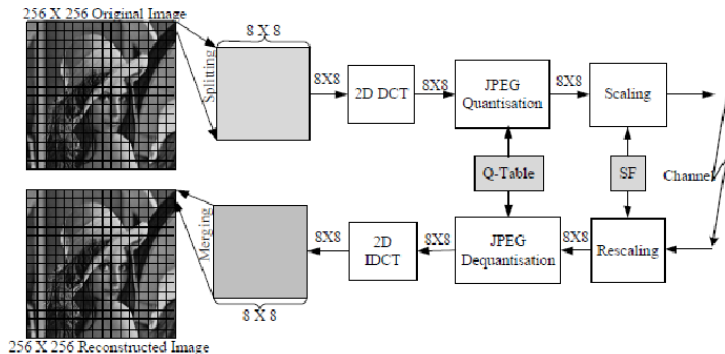 256 X 256 Original Image
8 X 8
Splitting
8X8
2D DCT
8X8
JPEG
Quantisation
8X8
Scaling
Q-Table
SF
Channel
Merging
8X8
2D
IDCT
8X8
JPEG
Dequantisation
8X8
Rescaling
8 X 8
256 X 256 Reconstructed Image